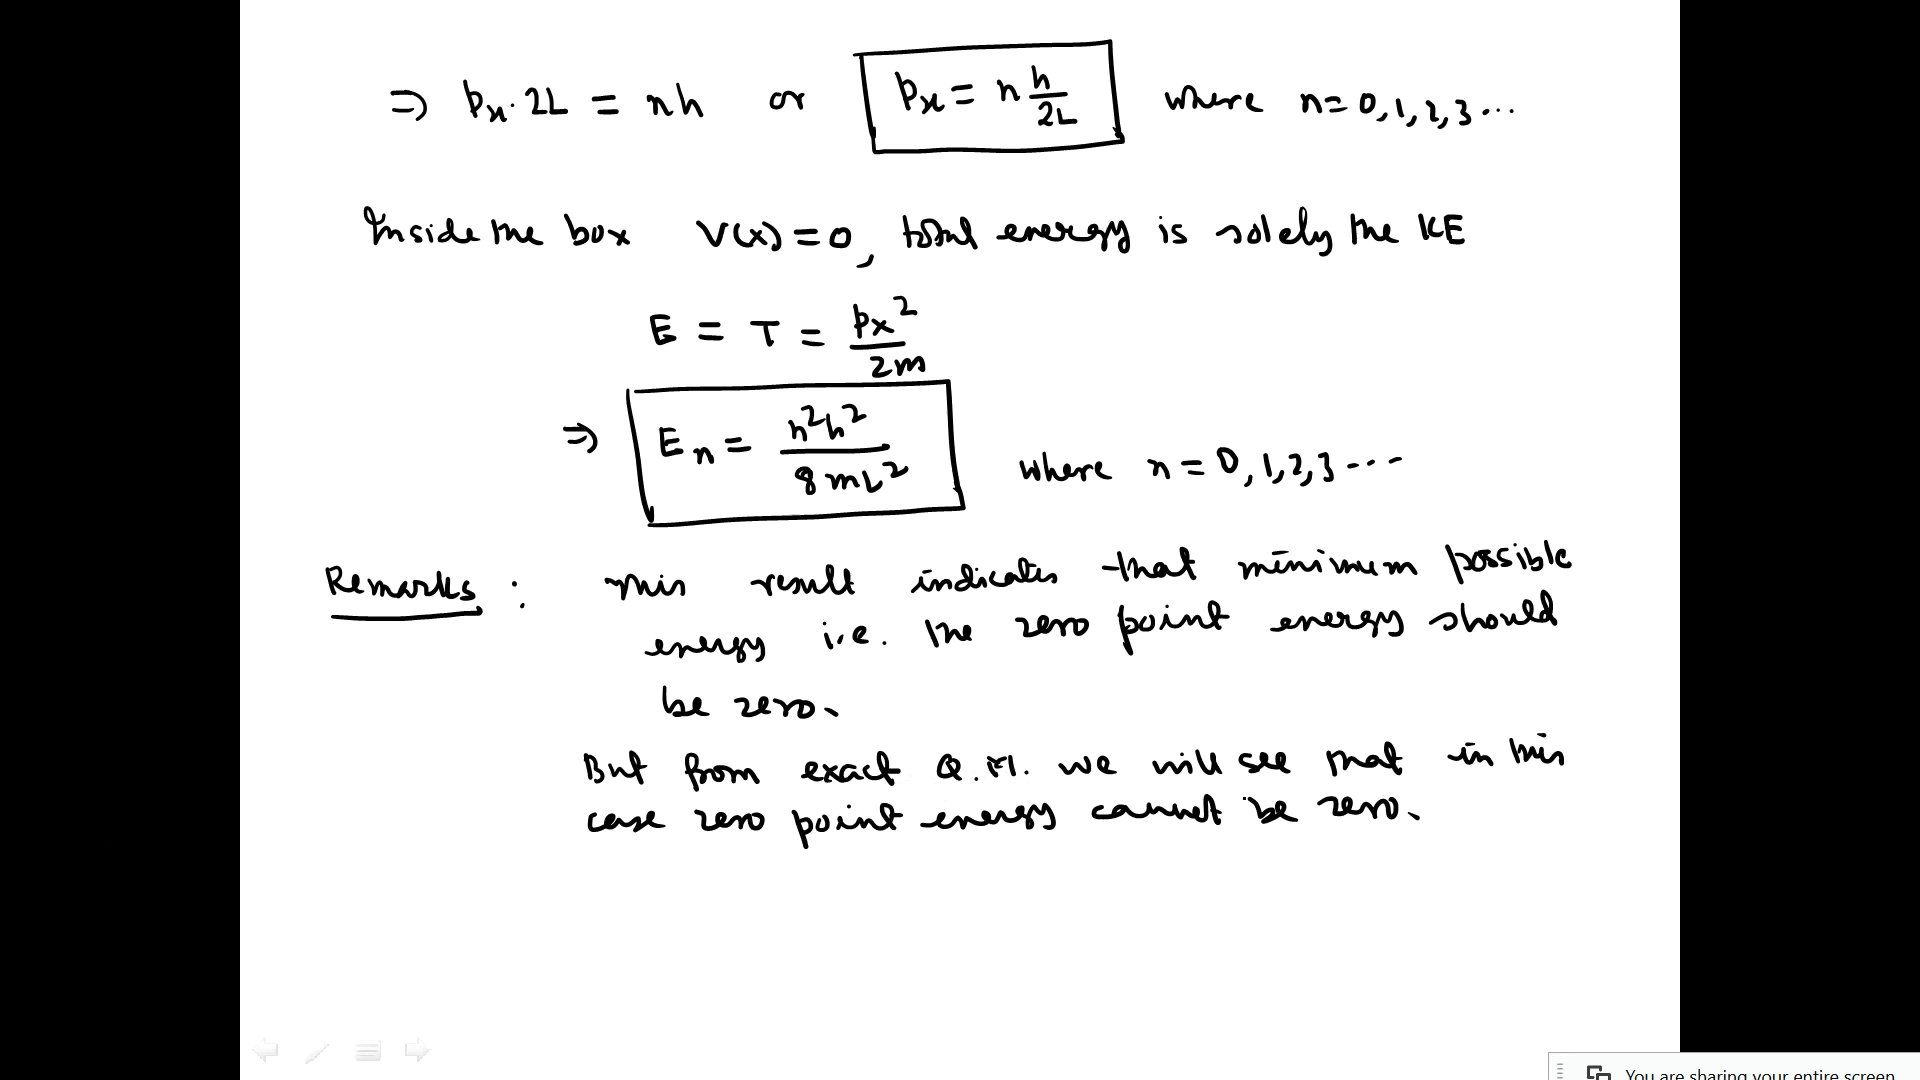 ⇒ px. 2L = nh or px = n h/2L where n = 0, 1, 2, 3 ...
Inside the box V(x) = 0, total energy is solely the KE
E = T = px²/2m
⇒ En = n²h²/8mL² where n = 0, 1, 2, 3 ...
Remarks : This result indicates that minimum possible
energy i.e. the zero point energy should
be zero.
But from exact Q.M. we will see that in this
case zero point energy cannot be zero.
You are sharing your entire screen